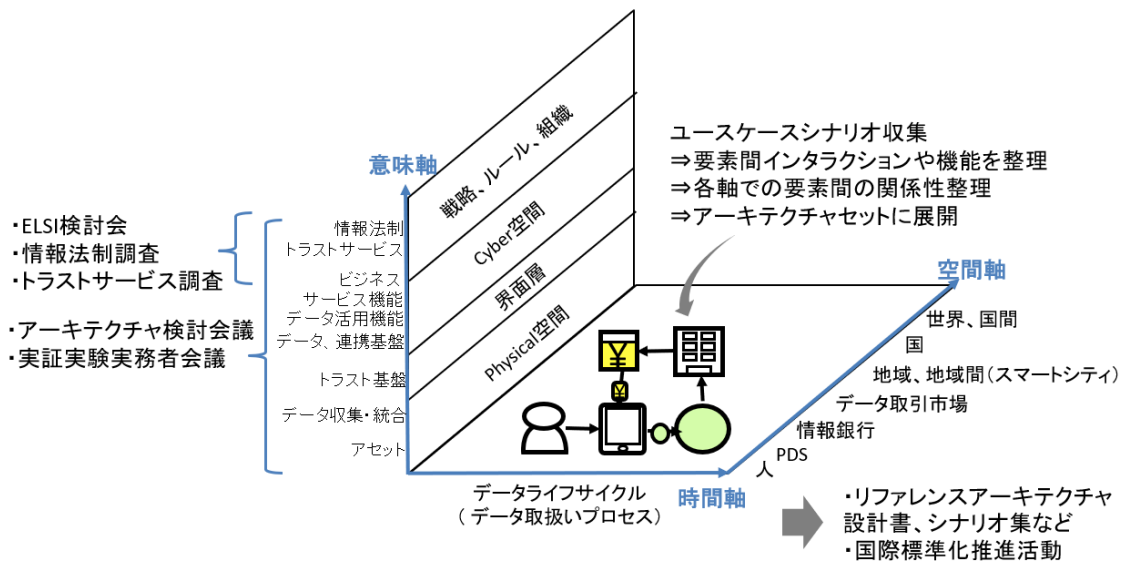 意味軸
戦略、ルール、組織
Cyber空間
界面層
Physical空間
ユースケースシナリオ収集
⇒要素間インタラクションや機能を整理
⇒各軸での要素間の関係性整理
⇒アーキテクチャセットに展開
・ELSI検討会
・情報法制調査
・トラストサービス調査
・アーキテクチャ検討会議
・実証実験実務者会議
情報法制
トラストサービス
ビジネス
サービス機能
データ活用機能
データ、連携基盤
トラスト基盤
データ収集・統合
アセット
空間軸
世界、国間
国
地域、地域間(スマートシティ)
データ取引市場
情報銀行
PDS
人
¥
¥
データライフサイクル
( データ取扱いプロセス)
時間軸
・リファレンスアーキテクチャ
設計書、シナリオ集など
・国際標準化推進活動